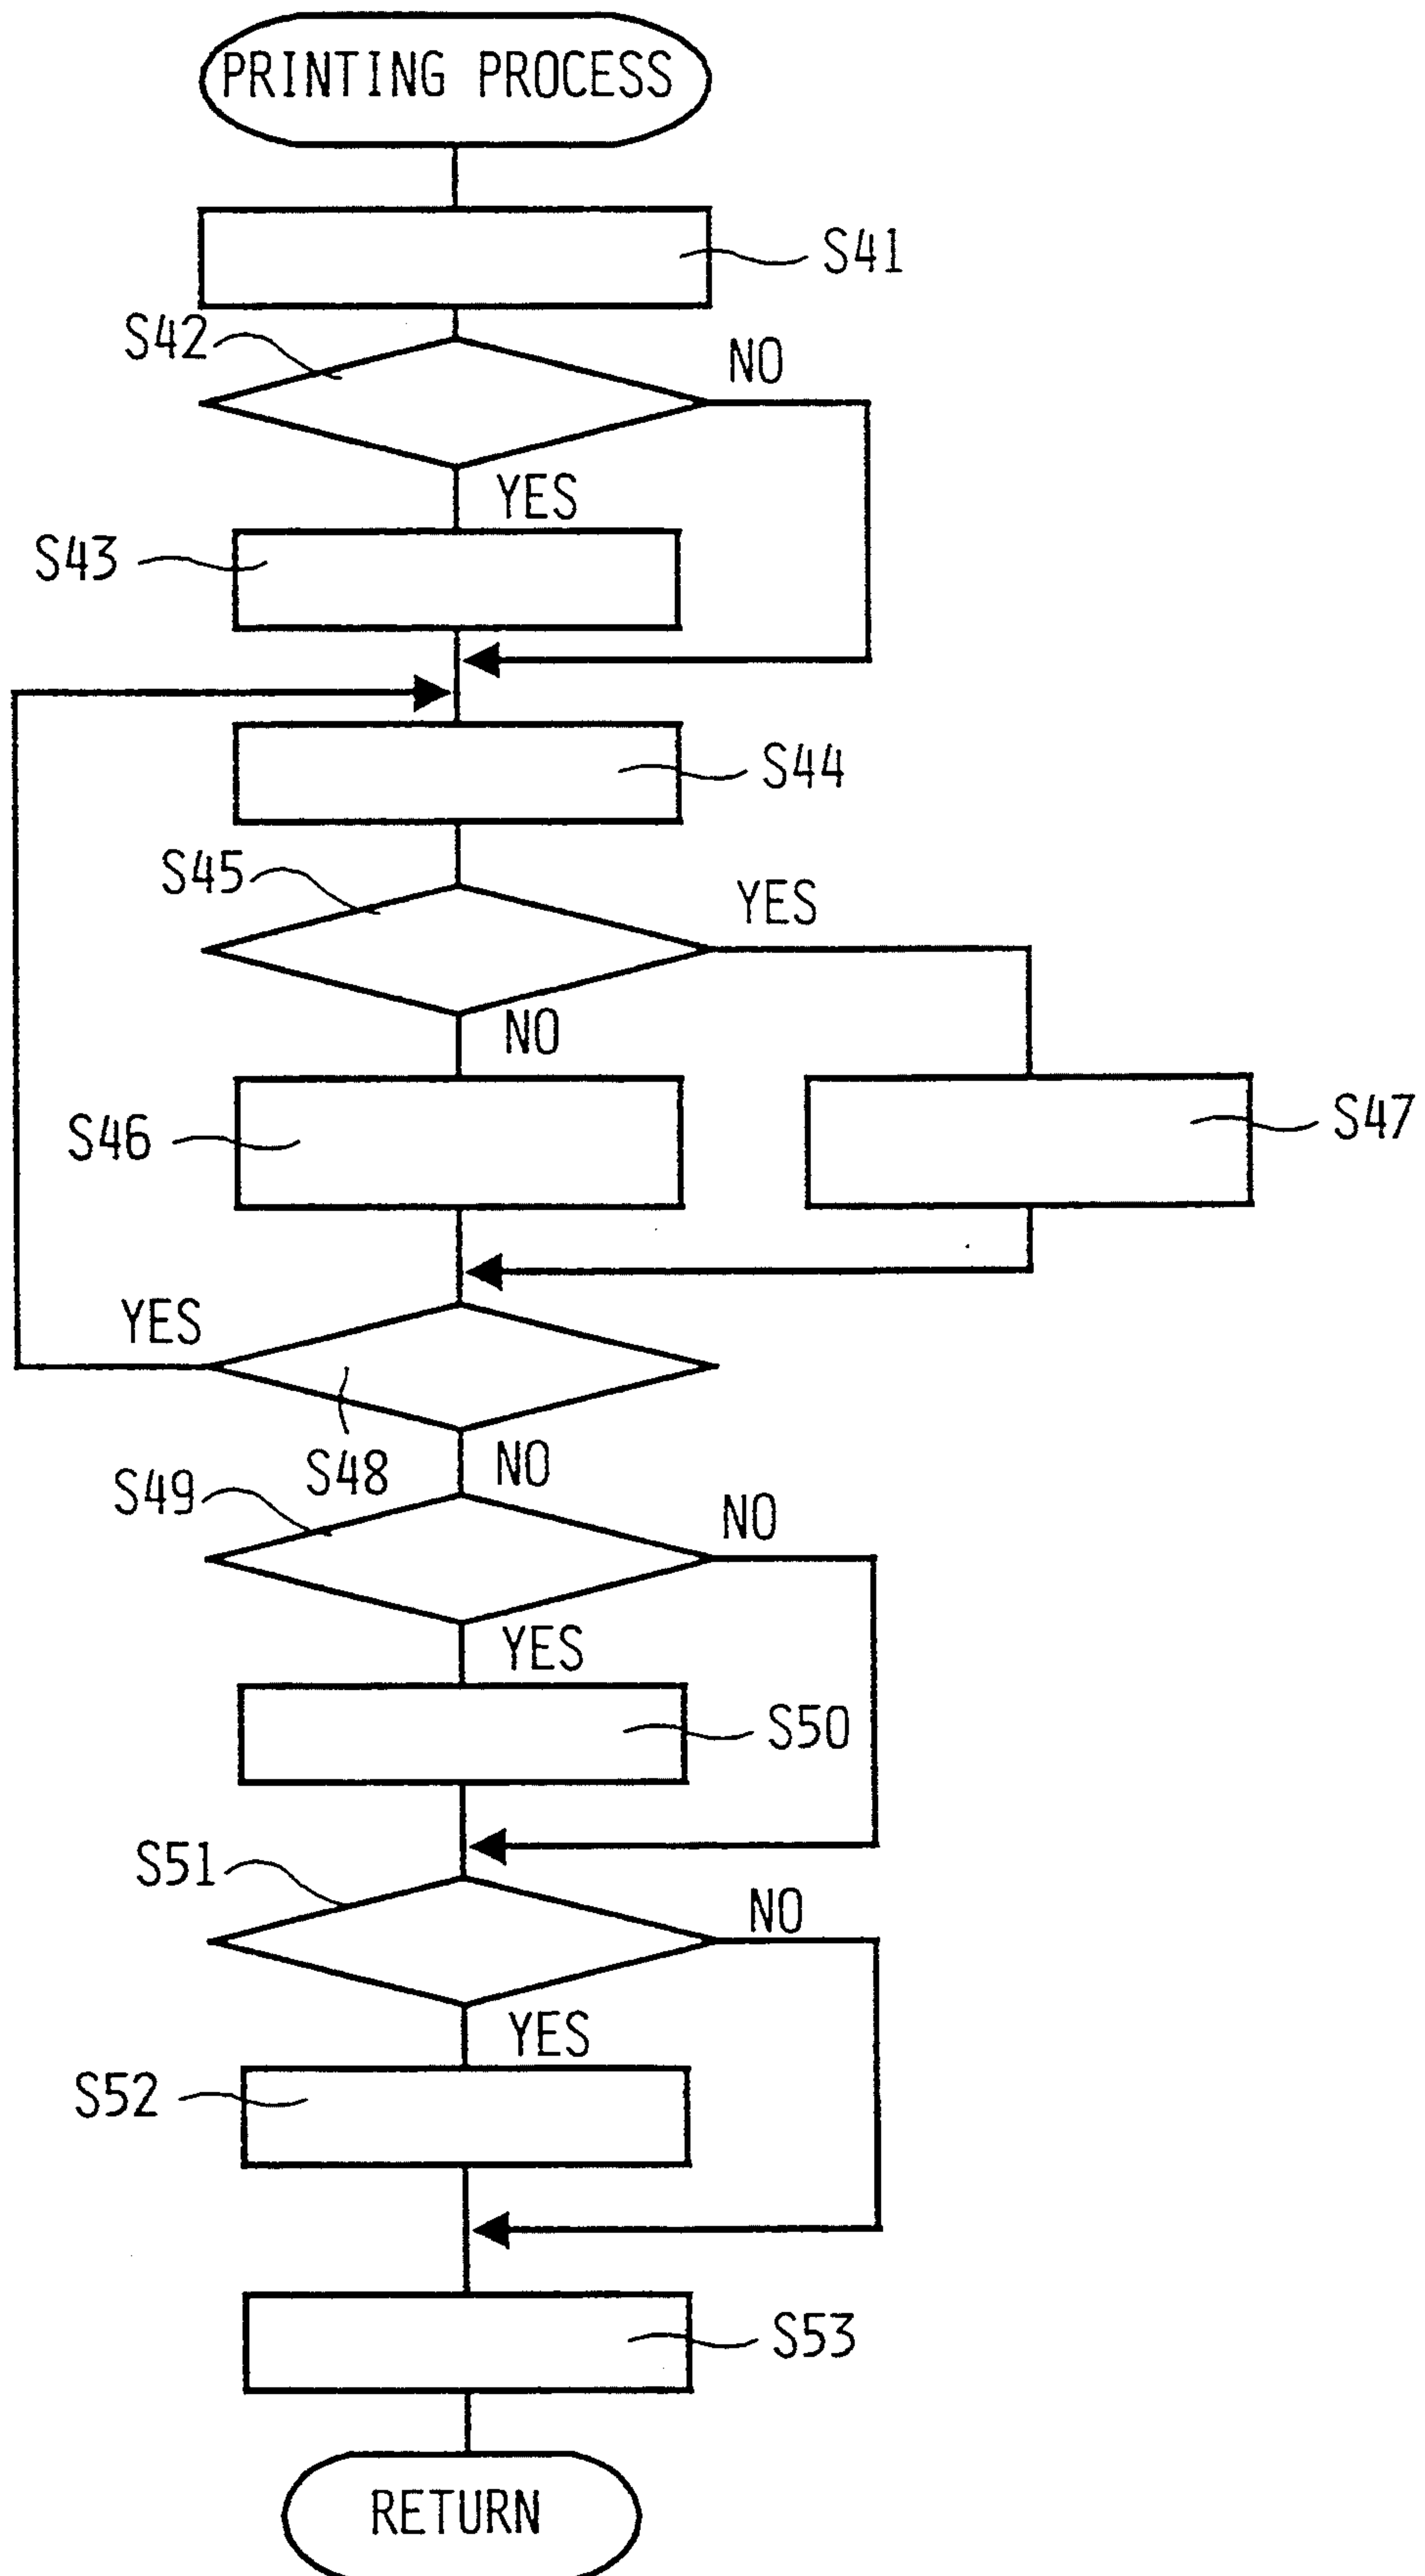 PRINTING PROCESS
S41
S42
NO
YES
S43
S44
S45
YES
NO
S46
S47
YES
S48
NO
S49
NO
YES
S50
S51
NO
YES
S52
S53
RETURN